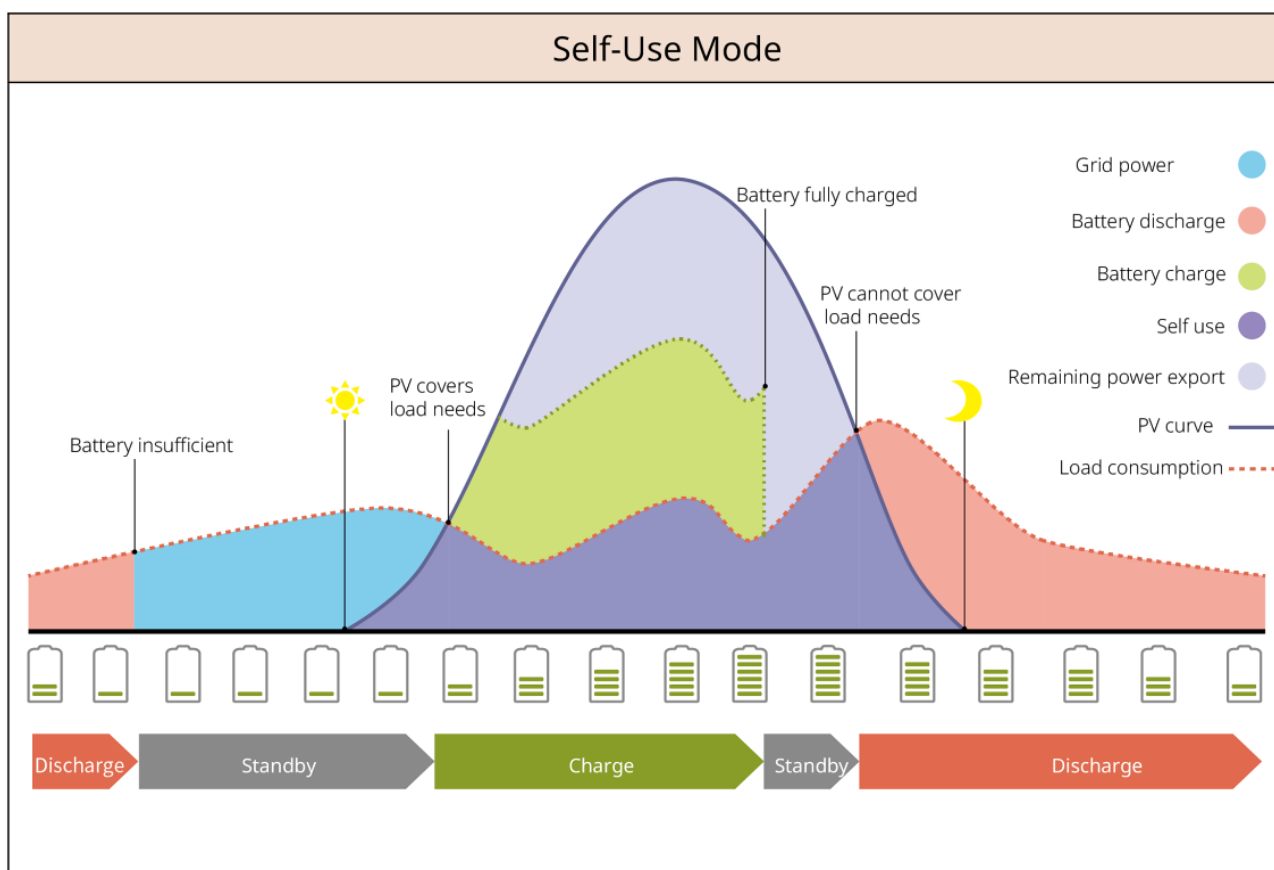 Self-Use Mode
Grid power
Battery fully charged
Battery discharge
Battery charge
PV cannot cover
load needs
Self use
Remaining power export
PV covers
load needs
PV curve
Battery insufficient
Load consumption
Discharge
Standby
Charge
Standby
Discharge